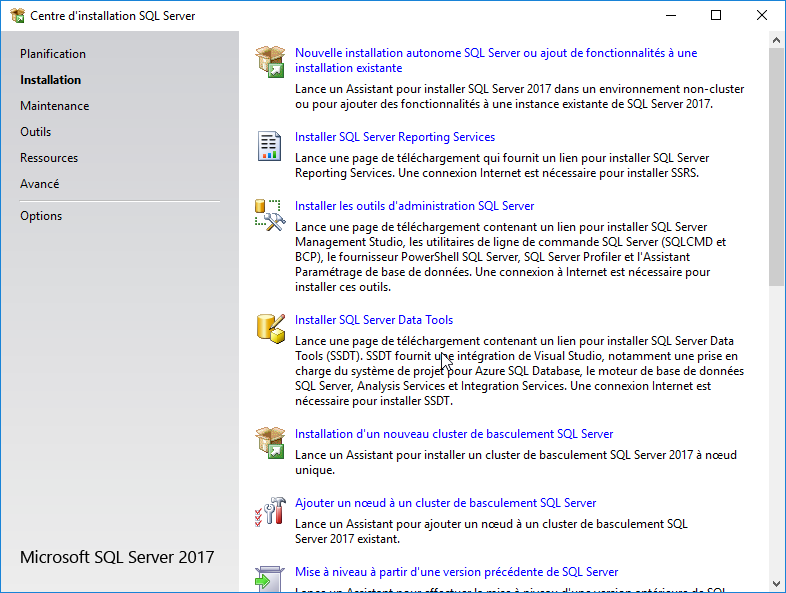 Centre d'installation SQL Server
Planification
Installation
Maintenance
Outils
Ressources
Avancé
Options
Microsoft SQL Server 2017
Nouvelle installation autonome SQL Server ou ajout de fonctionnalités à une
installation existante
Lance un Assistant pour installer SQL Server 2017 dans un environnement non-cluster
ou pour ajouter des fonctionnalités à une instance existante de SQL Server 2017.
Installer SQL Server Reporting Services
Lance une page de téléchargement qui fournit un lien pour installer SQL Server
Reporting Services. Une connexion Internet est nécessaire pour installer SSRS.
Installer les outils d'administration SQL Server
Lance une page de téléchargement contenant un lien pour installer SQL Server
Management Studio, les utilitaires de ligne de commande SQL Server (SQLCMD et
BCP), le fournisseur PowerShell SQL Server, SQL Server Profiler et l'Assistant
Paramétrage de base de données. Une connexion à Internet est nécessaire pour
installer ces outils.
Installer SQL Server Data Tools
Lance une page de téléchargement contenant un lien pour installer SQL Server Data
Tools (SSDT). SSDT fournit une intégration de Visual Studio, notamment une prise en
charge du système de projet pour Azure SQL Database, le moteur de base de données
SQL Server, Analysis Services et Integration Services. Une connexion Internet est
nécessaire pour installer SSDT.
Installation d'un nouveau cluster de basculement SQL Server
Lance un Assistant pour installer un cluster de basculement SQL Server 2017 à nœud
unique.
Ajouter un nœud à un cluster de basculement SQL Server
Lance un Assistant pour ajouter un nœud à un cluster de basculement SQL
Server 2017 existant.
Mise à niveau à partir d'une version précédente de SQL Server
Lance un Assistant pour effectuer la mise à niveau d'une version antérieure de SQL